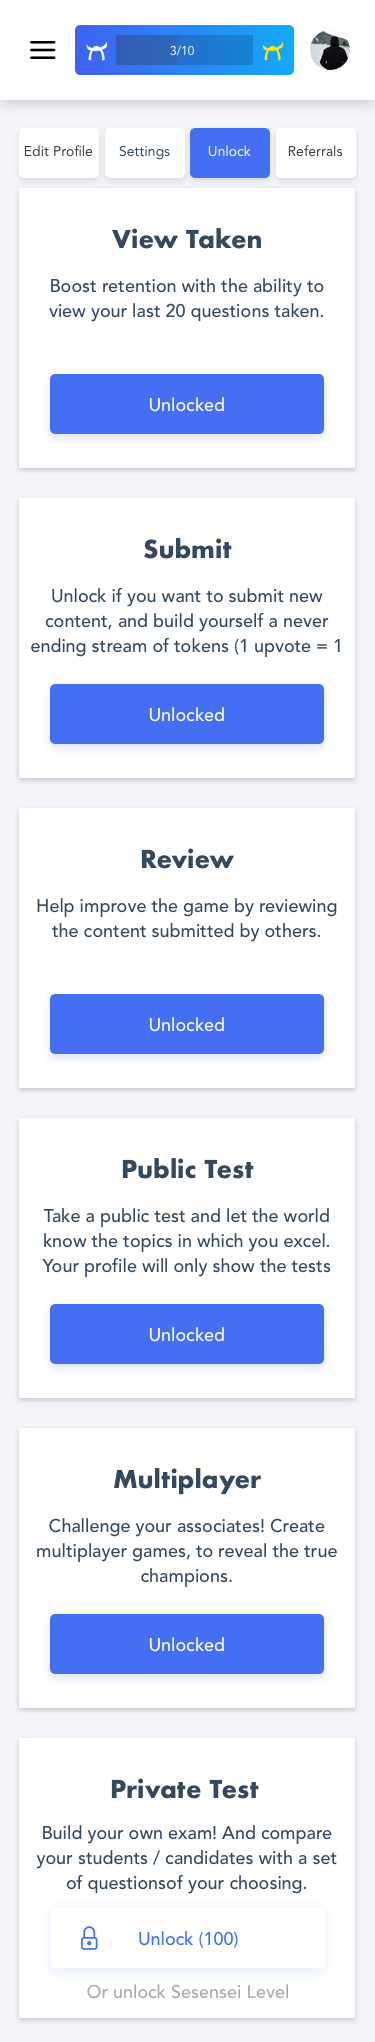 3/10
Edit Profile
Settings
Unlock
Referrals
View Taken
Boost retention with the ability to
view your last 20 questions taken.
Unlocked
Submit
Unlock if you want to submit new
content, and build yourself a never
ending stream of tokens (1 upvote = 1
Unlocked
Review
Help improve the game by reviewing
the content submitted by others.
Unlocked
Public Test
Take a public test and let the world
know the topics in which you excel.
Your profile will only show the tests
Unlocked
Multiplayer
Challenge your associates! Create
multiplayer games, to reveal the true
champions.
Unlocked
Private Test
Build your own exam! And compare
your students / candidates with a set
of questionsof your choosing.
Unlock (100)
Or unlock Sesensei Level